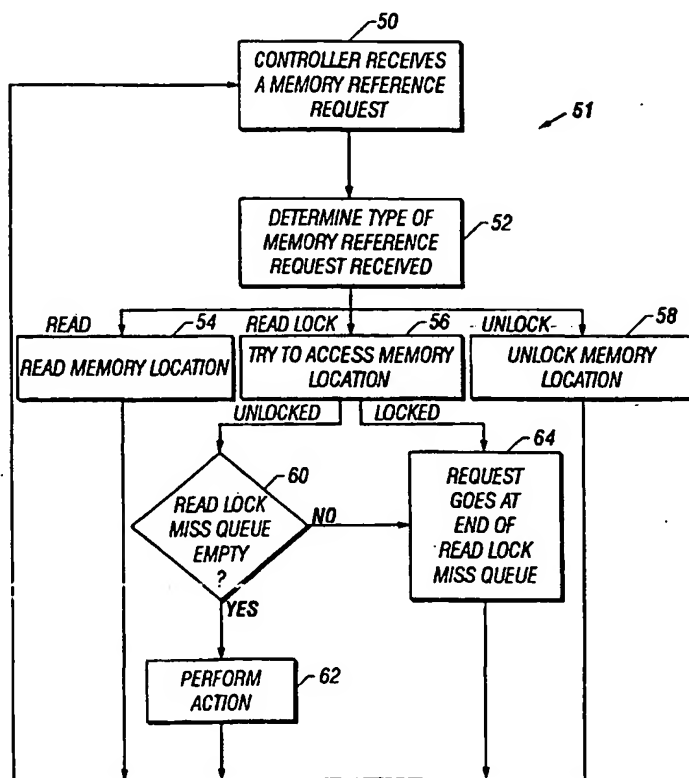 50
CONTROLLER RECEIVES
A MEMORY REFERENCE
REQUEST
51
DETERMINE TYPE OF
MEMORY REFERENCE
REQUEST RECEIVED
52
READ
54
READ LOCK
56
UNLOCK
58
READ MEMORY LOCATION
TRY TO ACCESS MEMORY
LOCATION
UNLOCK MEMORY
LOCATION
UNLOCKED
LOCKED
60
64
READ LOCK
MISS QUEUE
EMPTY
?
NO
REQUEST
GOES AT
END OF
READ LOCK
MISS QUEUE
YES
PERFORM
ACTION
62